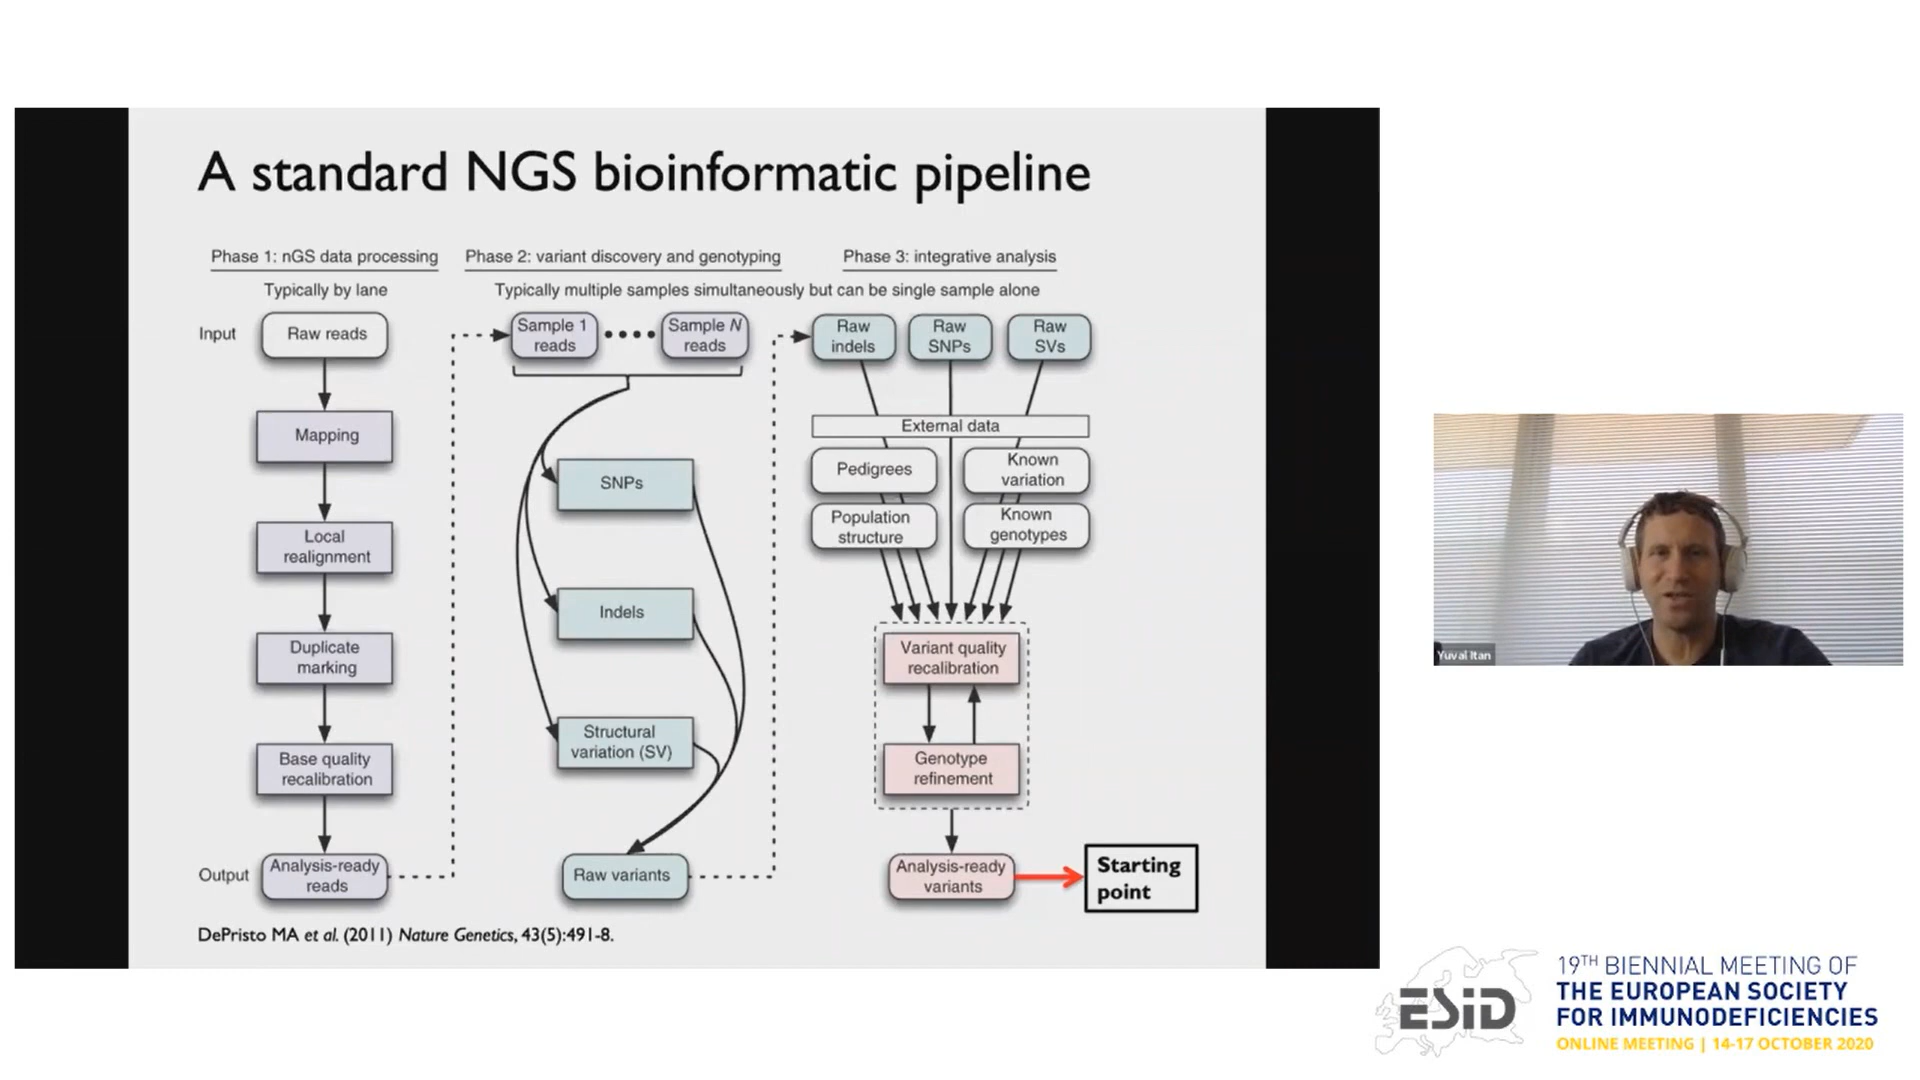 A standard NGS bioinformatic pipeline
Phase 1: nGS data processing
Typically by lane
Input
Raw reads
Mapping
Local
realignment
Duplicate
marking
Base quality
recalibration
Output
Analysis-ready
reads
Phase 2: variant discovery and genotyping
Phase 3: integrative analysis
Typically multiple samples simultaneously but can be single sample alone
Sample 1
reads
Sample N
reads
SNPs
Indels
Structural
variation (SV)
Raw variants
Raw
indels
Raw
SNPs
Raw
SVs
External data
Pedigrees
Known
variation
Population
structure
Known
genotypes
Variant quality
recalibration
Genotype
refinement
Analysis-ready
variants
Starting
point
DePristo MA et al. (2011) Nature Genetics, 43(5):491-8.
Yuval Itan
ESiD
19TH BIENNIAL MEETING OF
THE EUROPEAN SOCIETY
FOR IMMUNODEFICIENCIES
ONLINE MEETING | 14-17 OCTOBER 2020